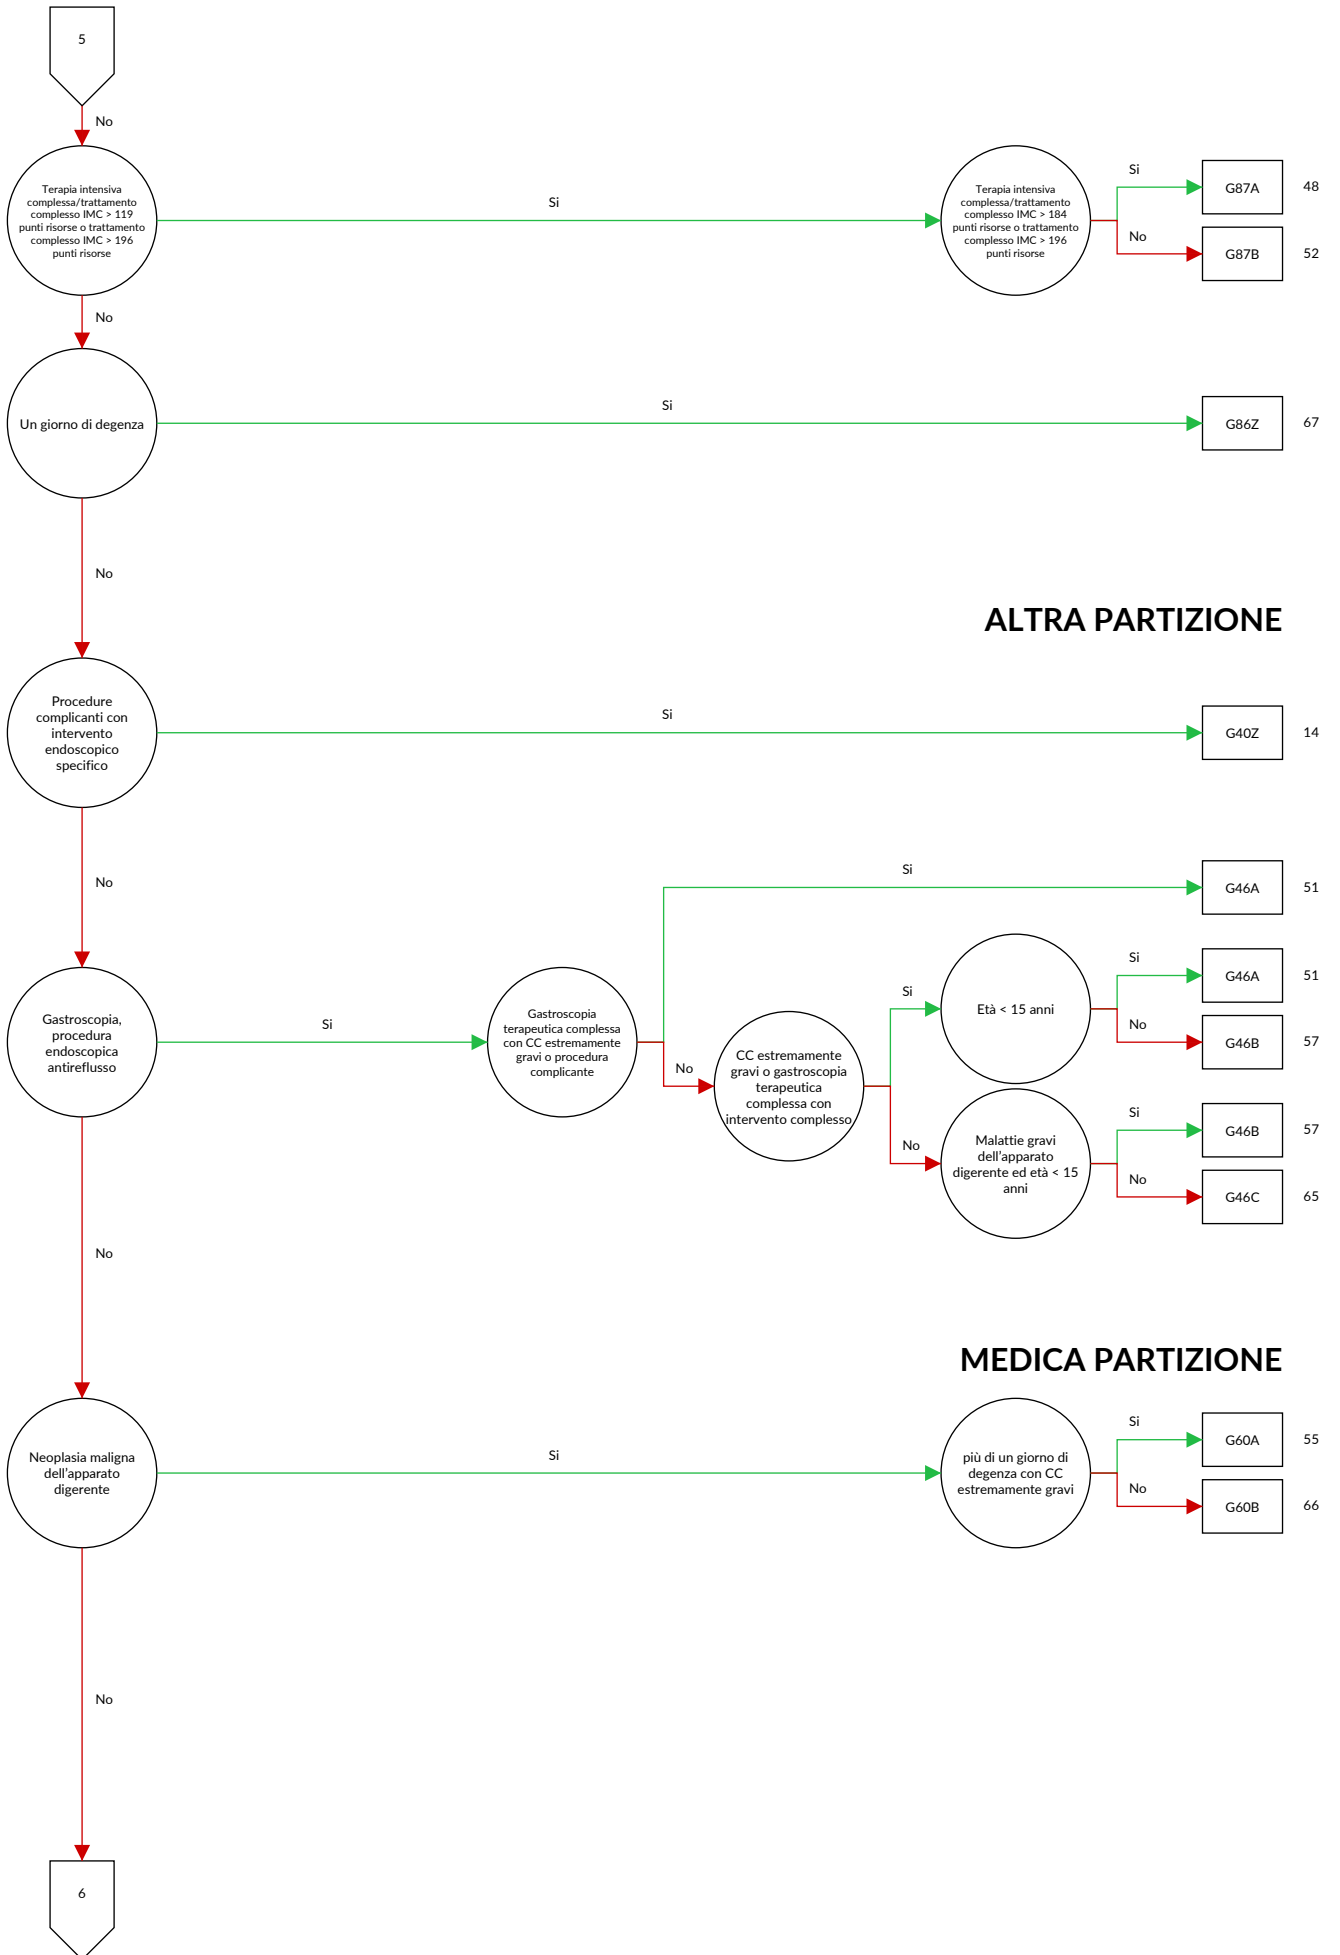 5
No
Terapia intensiva
complessa/trattamento
complesso IMC > 119
punti risorse o trattamento
complesso IMC > 196
punti risorse
Si
Terapia intensiva
complessa/trattamento
complesso IMC > 184
punti risorse o trattamento
complesso IMC > 196
punti risorse
Si
G87A
48
No
G87B
52
No
Un giorno di degenza
Si
G86Z
67
No
ALTRA PARTIZIONE
Procedure
complicanti con
intervento
endoscopico
specifico
Si
G40Z
14
No
Gastroscopia,
procedura
endoscopica
antireflusso
Si
Gastroscopia
terapeutica complessa
con CC estremamente
gravi o procedura
complicante
Si
G46A
51
No
CC estremamente
gravi o gastroscopia
terapeutica
complessa con
intervento complesso
Si
Età < 15 anni
Si
G46A
51
No
G46B
57
No
Malattie gravi
dell'apparato
digerente ed età < 15
anni
Si
G46B
57
No
G46C
65
No
MEDICA PARTIZIONE
Neoplasia maligna
dell'apparato
digerente
Si
più di un giorno di
degenza con CC
estremamente gravi
Si
G60A
55
No
G60B
66
No
6